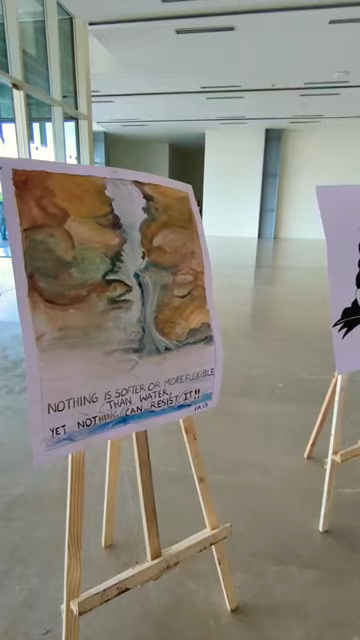 NOTHING IS SOFTER OR MORE FLEXIBLE
THAN WATER,
YET NOTHING CAN RESIST IT!!